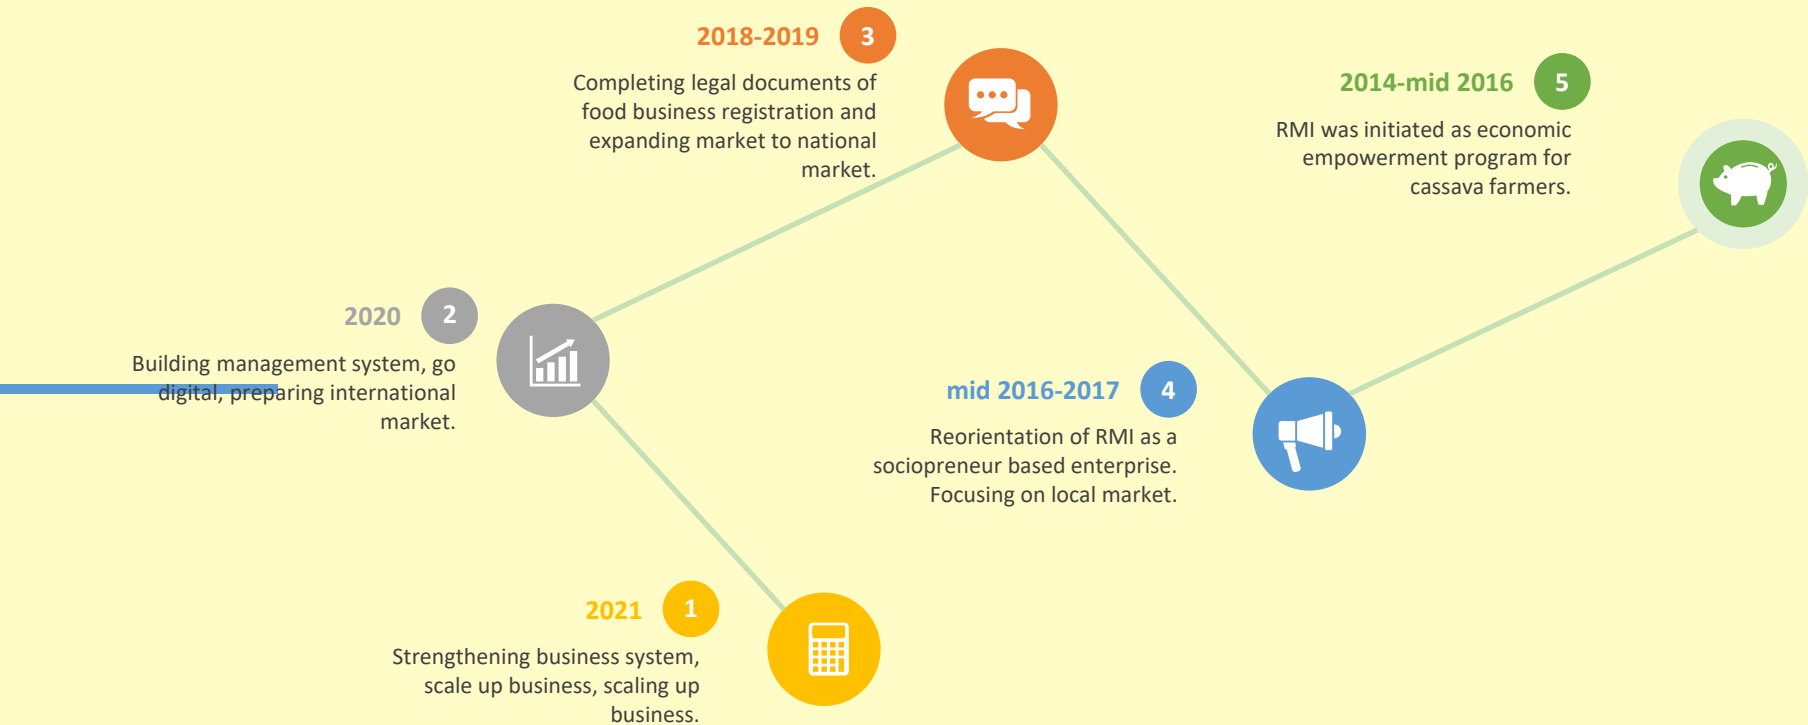 2018-2019 3
Completing legal documents of
food business registration and
expanding market to national
market.
2014-mid 2016 5
RMI was initiated as economic
empowerment program for
cassava farmers.
2020 2
Building management system, go
digital, preparing international
market.
mid 2016-2017 4
Reorientation of RMI as a
sociopreneur based enterprise.
Focusing on local market.
2021 1
Strengthening business system,
scale up business, scaling up
business.